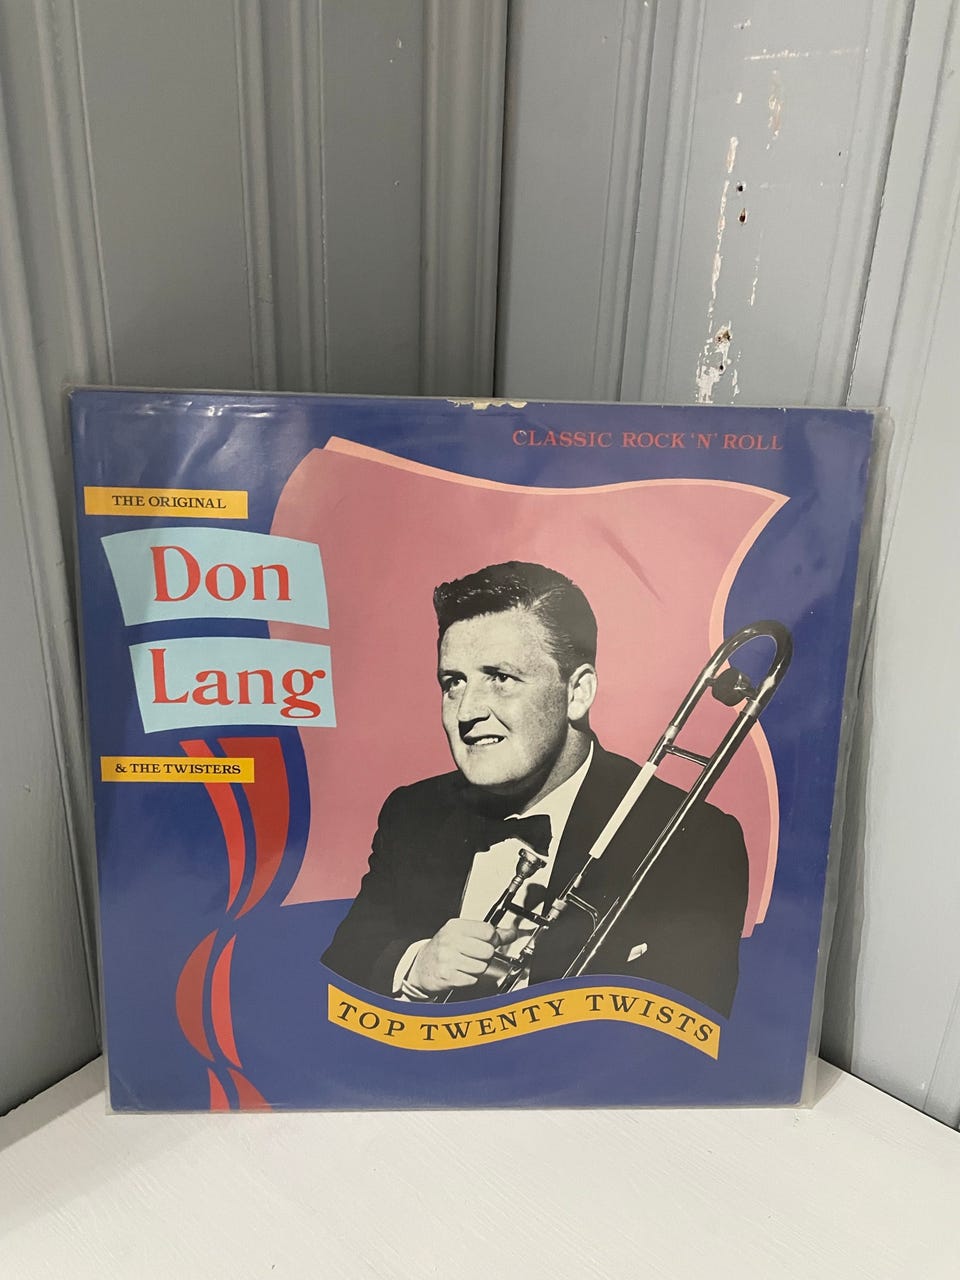 CLASSIC ROCK 'N' ROLL
THE ORIGINAL
Don
Lang
& THE TWISTERS
TOP TWENTY TWISTS